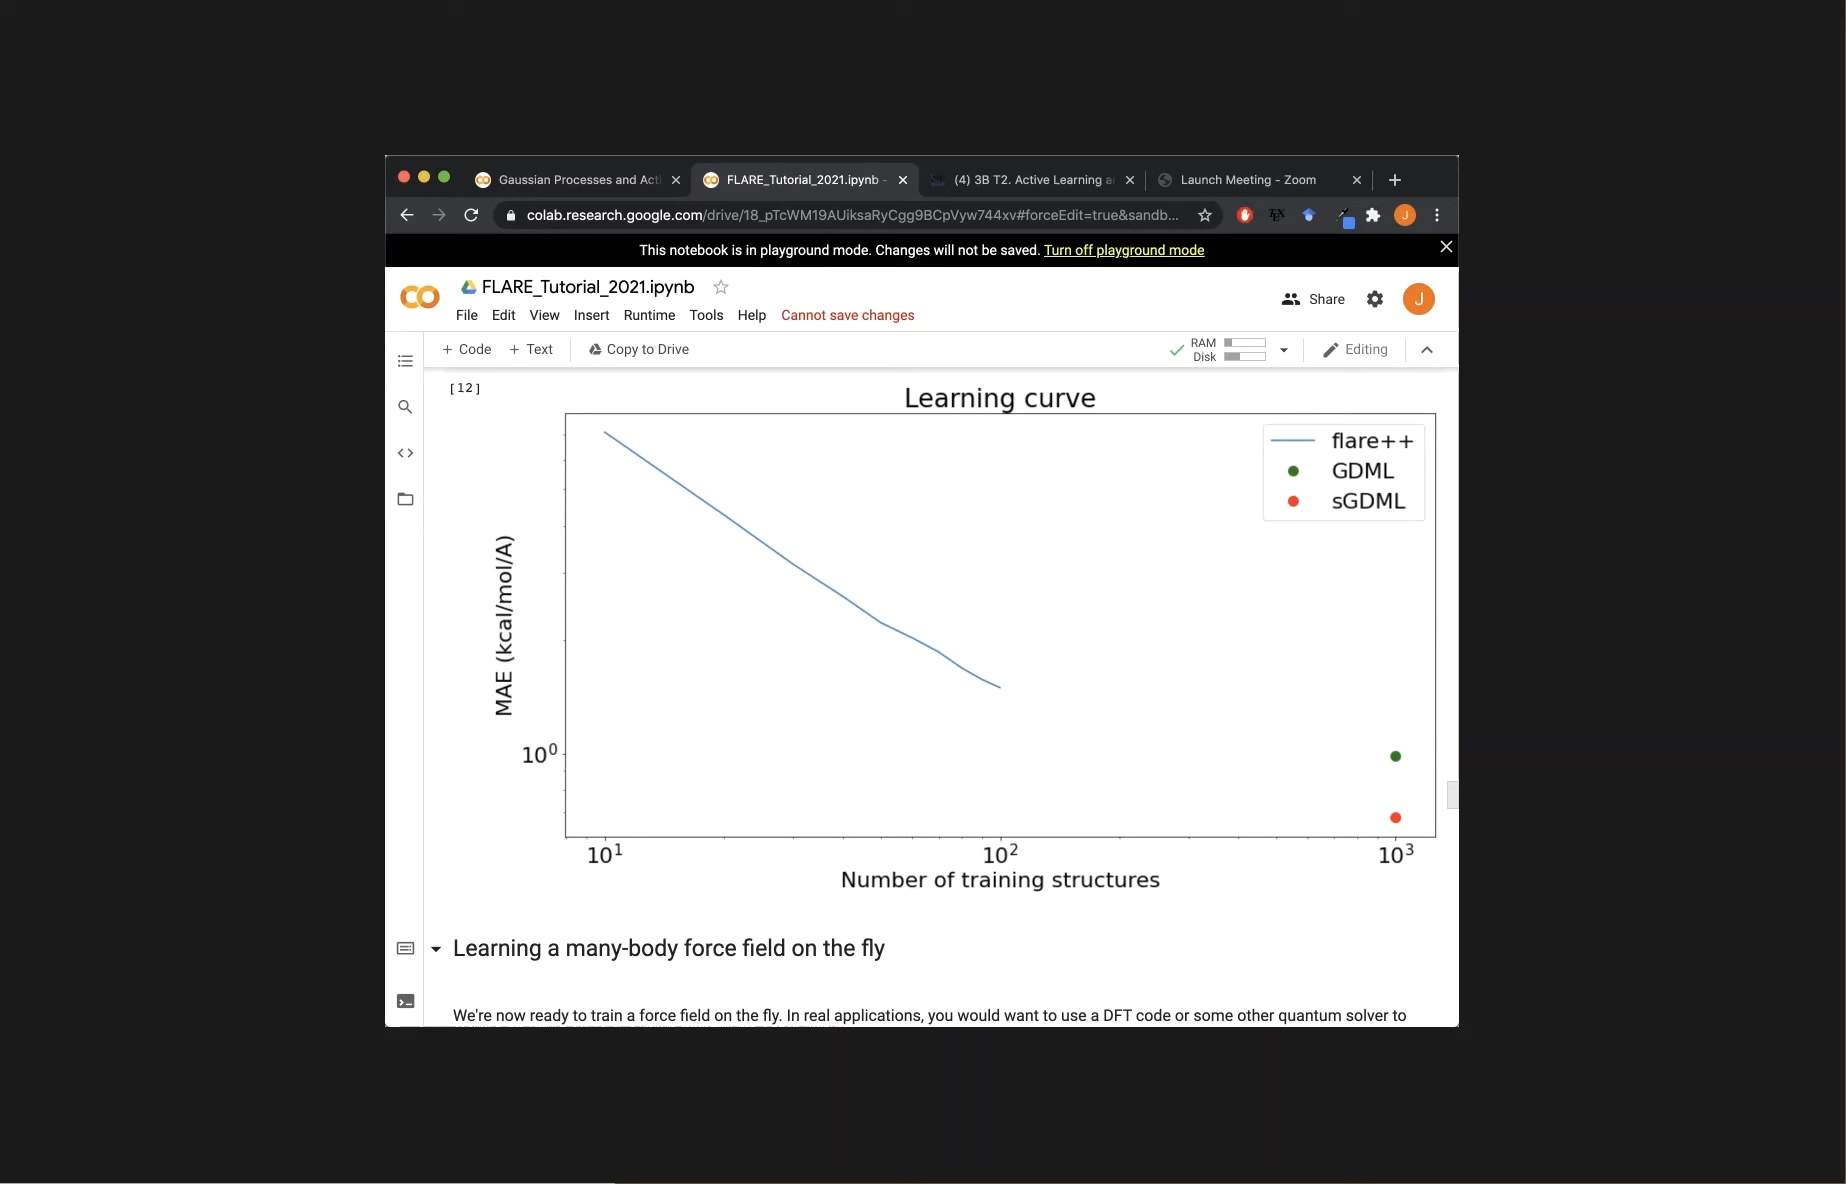 Gaussian Processes and Acti
FLARE_Tutorial_2021.ipynb -
(4) 3B T2. Active Learning a
Launch Meeting - Zoom
colab.research.google.com/drive/18_pTcWM19AUiksaRyCgg9BCpVyw744xv#forceEdit=true&sandb...
TEX
J
This notebook is in playground mode. Changes will not be saved. Turn off playground mode
FLARE_Tutorial_2021.ipynb
Share
J
File Edit View Insert Runtime Tools Help Cannot save changes
+ Code + Text Copy to Drive
RAM
Disk
Editing
[12]
Learning curve
flare++
GDML
sGDML
MAE (kcal/mol/A)
10⁰
10¹ 10² 10³
Number of training structures
Learning a many-body force field on the fly
We're now ready to train a force field on the fly. In real applications, you would want to use a DFT code or some other quantum solver to